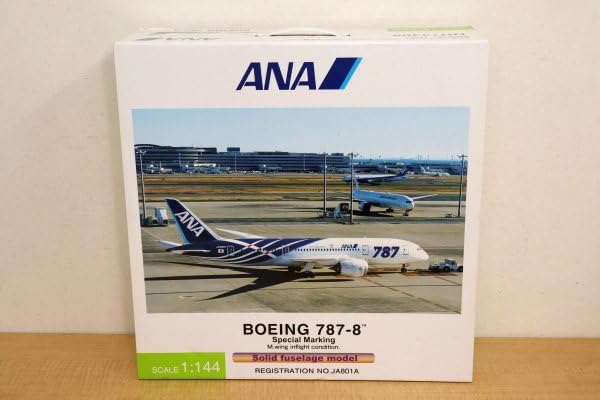 ANA
ANA
ANA
787
BOEING 787-8™
Special Marking
M.wing inflight condition.
Solid fuselage model
SCALE 1:144
REGISTRATION NO.JA801A